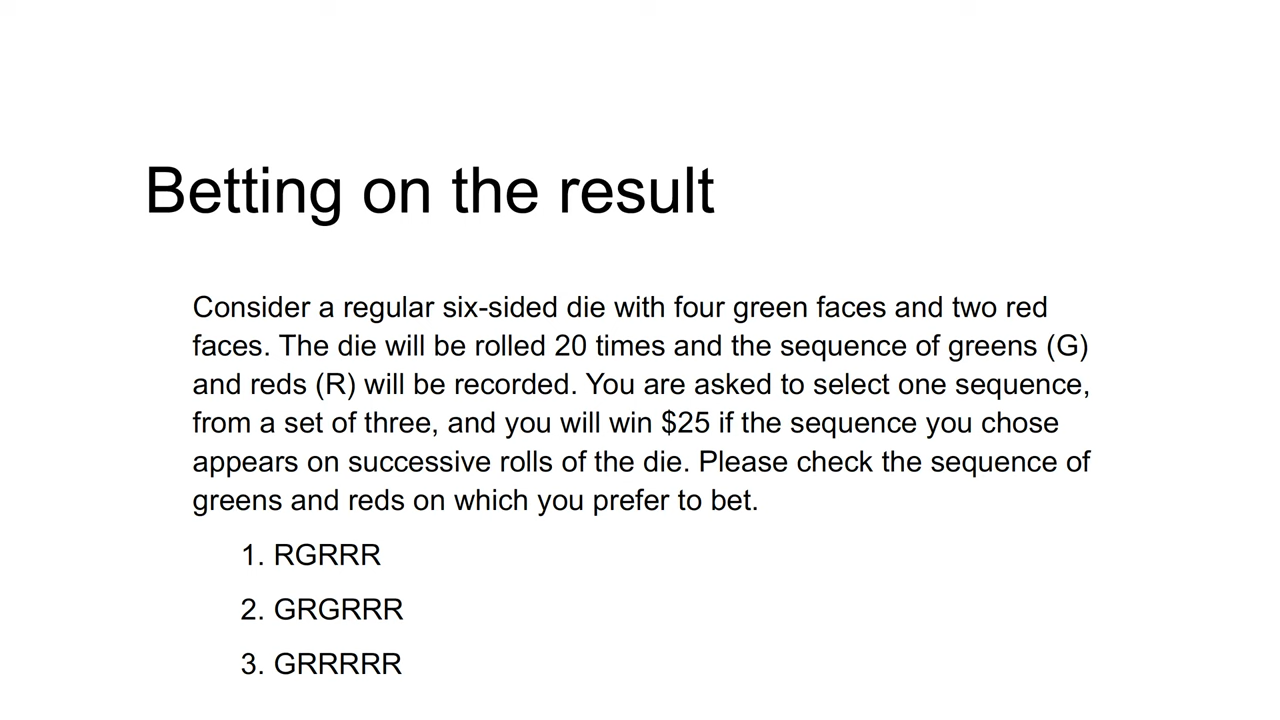 Betting on the result
Consider a regular six-sided die with four green faces and two red
faces. The die will be rolled 20 times and the sequence of greens (G)
and reds (R) will be recorded. You are asked to select one sequence,
from a set of three, and you will win $25 if the sequence you chose
appears on successive rolls of the die. Please check the sequence of
greens and reds on which you prefer to bet.
1. RGRRR
2. GRGRRR
3. GRRRRR